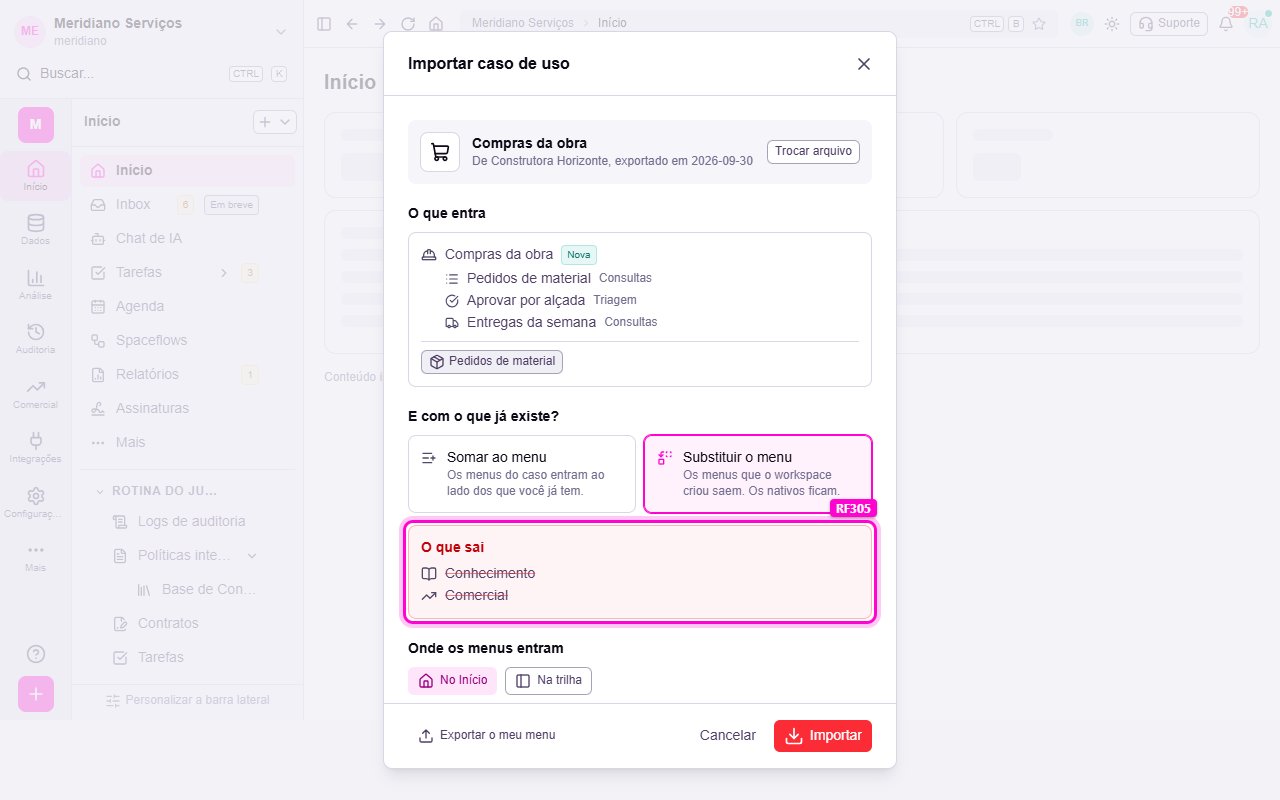 ME
Meridiano Serviços
meridiano
Buscar...
CTRL
K
Meridiano Serviços
Início
CTRL
B
BR
Suporte
99+
RA
M
Início
Dados
Análise
Auditoria
Comercial
Integrações
Configuraç...
Mais
Início
Início
Inbox
6
Em breve
Chat de IA
Tarefas
3
Agenda
Spaceflows
Relatórios
1
Assinaturas
Mais
ROTINA DO JU...
Logs de auditoria
Políticas inte...
Base de Con...
Contratos
Tarefas
Personalizar a barra lateral
Início
Conteúdo
Importar caso de uso
Compras da obra
De Construtora Horizonte, exportado em 2026-09-30
Trocar arquivo
O que entra
Compras da obra
Nova
Pedidos de material Consultas
Aprovar por alçada Triagem
Entregas da semana Consultas
Pedidos de material
E com o que já existe?
Somar ao menu
Os menus do caso entram ao
lado dos que você já tem.
Substituir o menu
Os menus que o workspace
criou saem. Os nativos ficam.
RF305
O que sai
Conhecimento
Comercial
Onde os menus entram
No Início
Na trilha
Exportar o meu menu
Cancelar
Importar